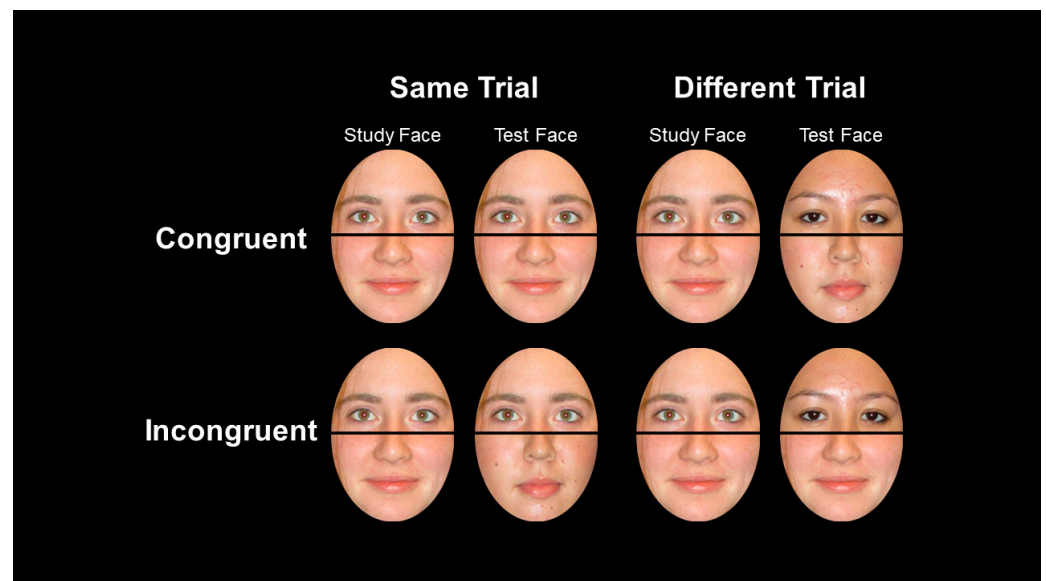 Same Trial Different Trial
Study Face Test Face Study Face Test Face
Congruent
Incongruent